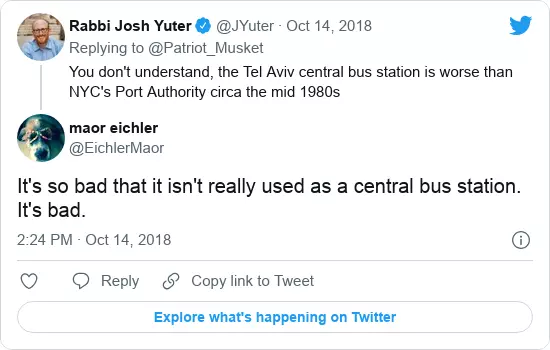 Rabbi Josh Yuter @JYuter · Oct 14, 2018
Replying to @Patriot_Musket
You don't understand, the Tel Aviv central bus station is worse than
NYC's Port Authority circa the mid 1980s
maor eichler
@EichlerMaor
It's so bad that it isn't really used as a central bus station.
It's bad.
2:24 PM · Oct 14, 2018
Reply Copy link to Tweet
Explore what's happening on Twitter